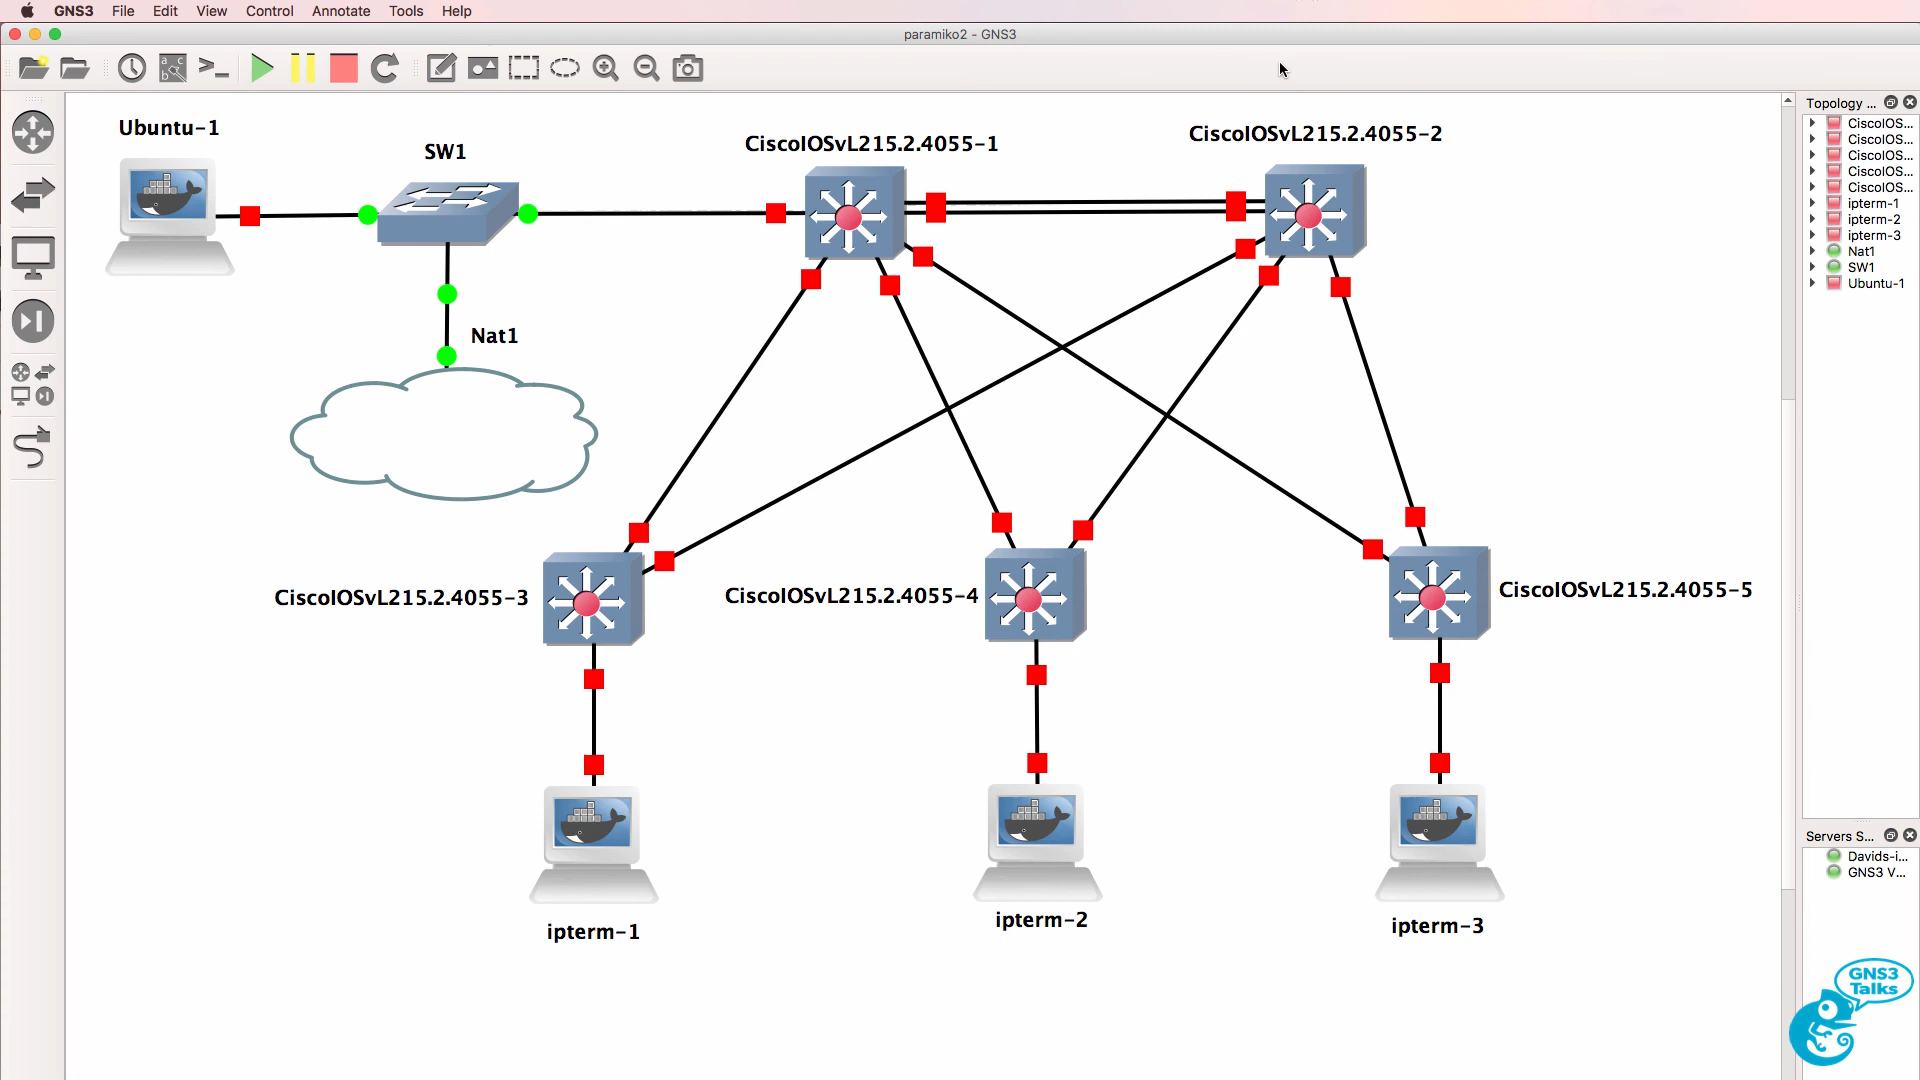 GNS3 File Edit View Control Annotate Tools Help
paramiko2 - GNS3
Ubuntu-1
SW1
CiscoIOSvL215.2.4055-1
CiscoIOSvL215.2.4055-2
Nat1
CiscoIOSvL215.2.4055-3
CiscoIOSvL215.2.4055-4
CiscoIOSvL215.2.4055-5
ipterm-1
ipterm-2
ipterm-3
Topology ...
CiscoIOS...
CiscoIOS...
CiscoIOS...
CiscoIOS...
CiscoIOS...
ipterm-1
ipterm-2
ipterm-3
Nat1
SW1
Ubuntu-1
Servers S...
Davids-i...
GNS3 V...
GNS3
Talks